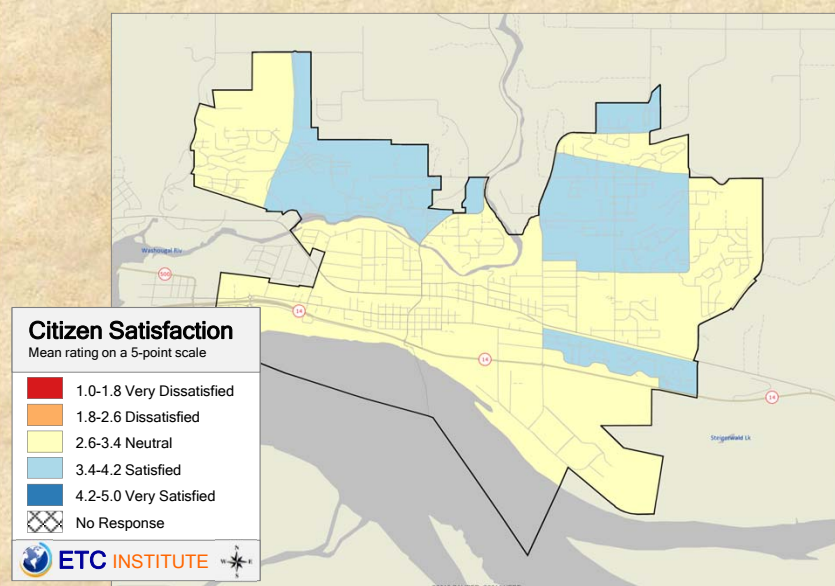 Washougal Riv
500
14
14
14
Steigerwald Lk
Citizen Satisfaction
Mean rating on a 5-point scale
1.0-1.8 Very Dissatisfied
1.8-2.6 Dissatisfied
2.6-3.4 Neutral
3.4-4.2 Satisfied
4.2-5.0 Very Satisfied
No Response
ETC INSTITUTE
N
W E
S